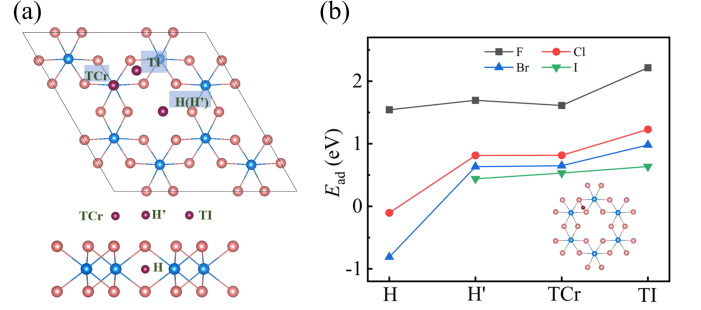 (a)
TI
TCr
H(H')
TCr H' TI
H
(b)
F Cl
Br I
E_ad (eV)
2
1
0
-1
H H' TCr TI